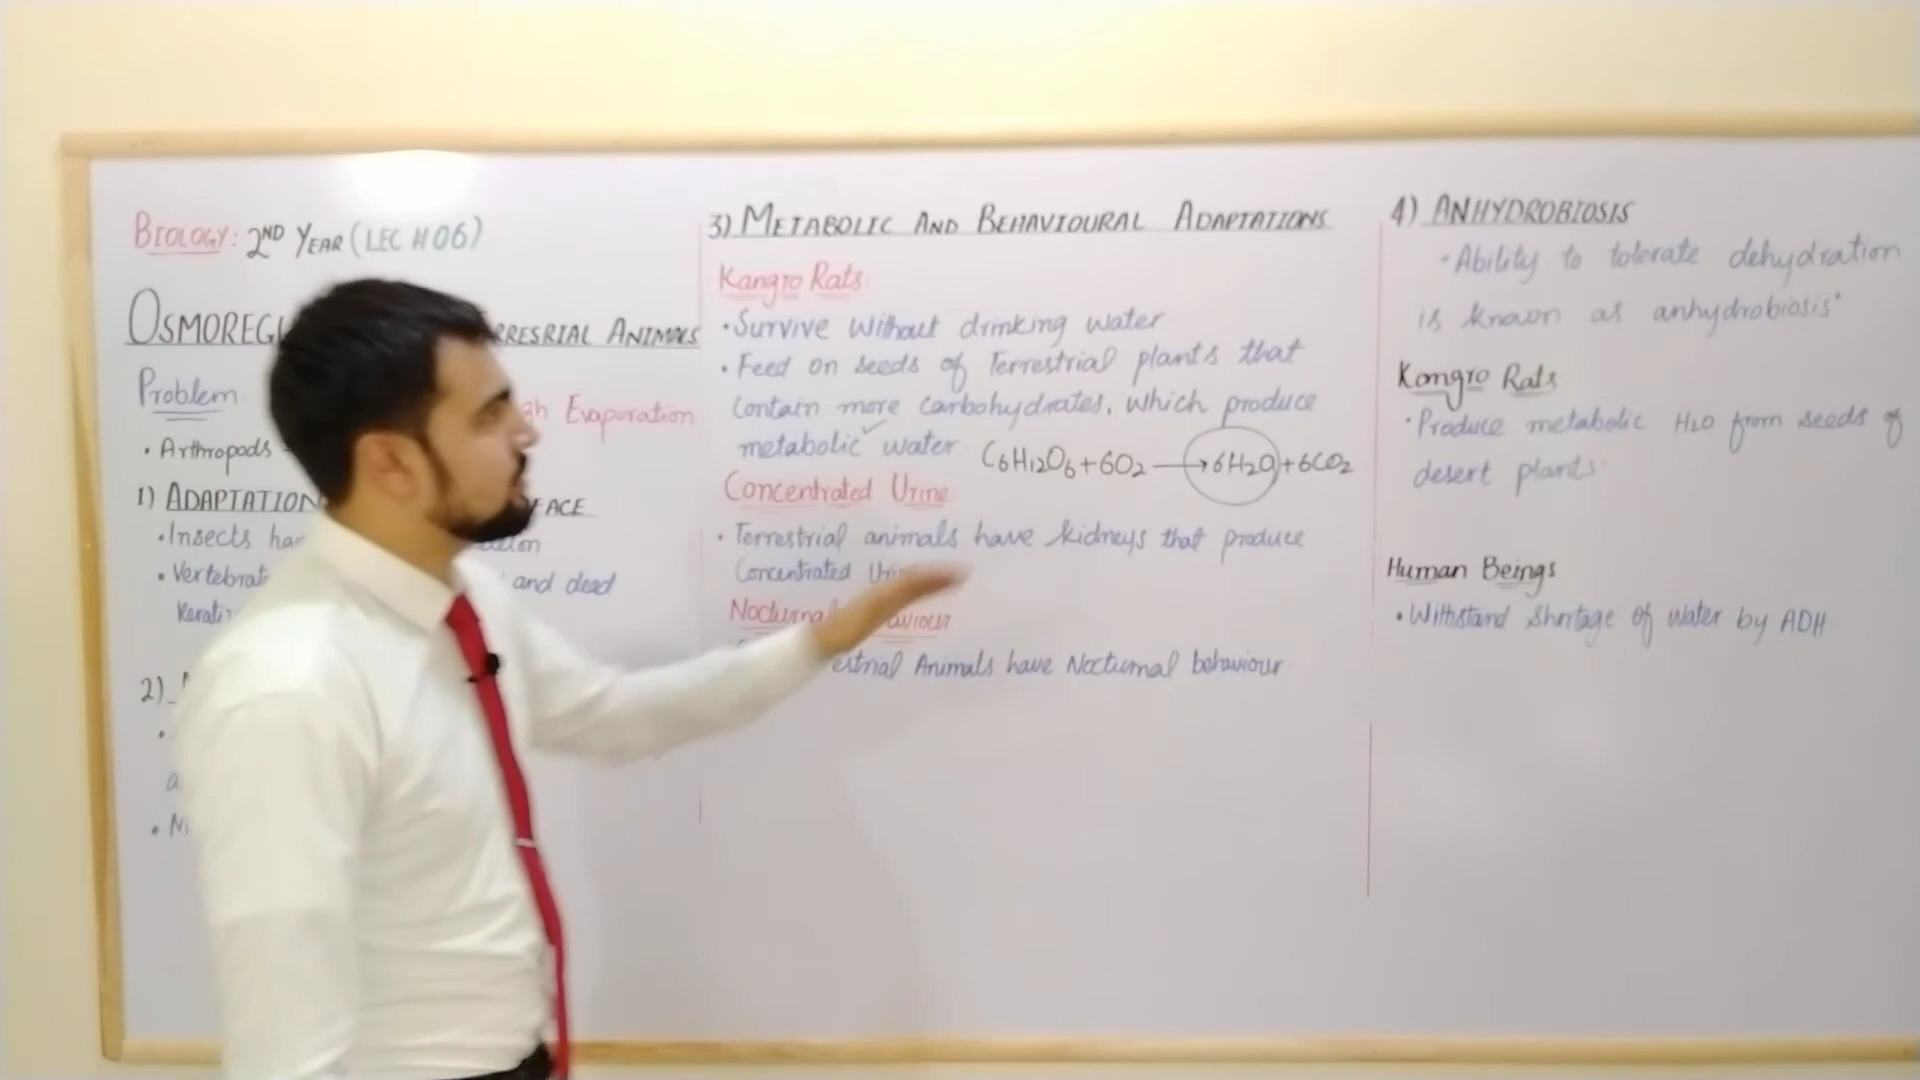 BIOLOGY: 2ND YEAR (LEC #06)
OSMOREG RRESRIAL ANIMALS
Problem gh Evaporation
• Arthropods
1) ADAPTATION FACE
• Insects ha
• Vertebrat and dead
Kerati
2)
•
a
• Ni
3) METABOLIC AND BEHAVIOURAL ADAPTATIONS
Kangro Rats:
• Survive without drinking water
• Feed on seeds of Terrestrial plants that
contain more carbohydrates, which produce
metabolic water. C6H12O6+6O2 → 6H2O+6CO2
Concentrated Urine
• Terrestrial animals have kidneys that produce
Concentrated Uri
Nocturnal aviour
estrial Animals have Nocturnal behaviour
4) ANHYDROBIOSIS
"Ability to tolerate dehydration
is known as anhydrobiosis"
Kangro Rats
• Produce metabolic H2O from seeds of
desert plants.
Human Beings
• Withstand shortage of water by ADH